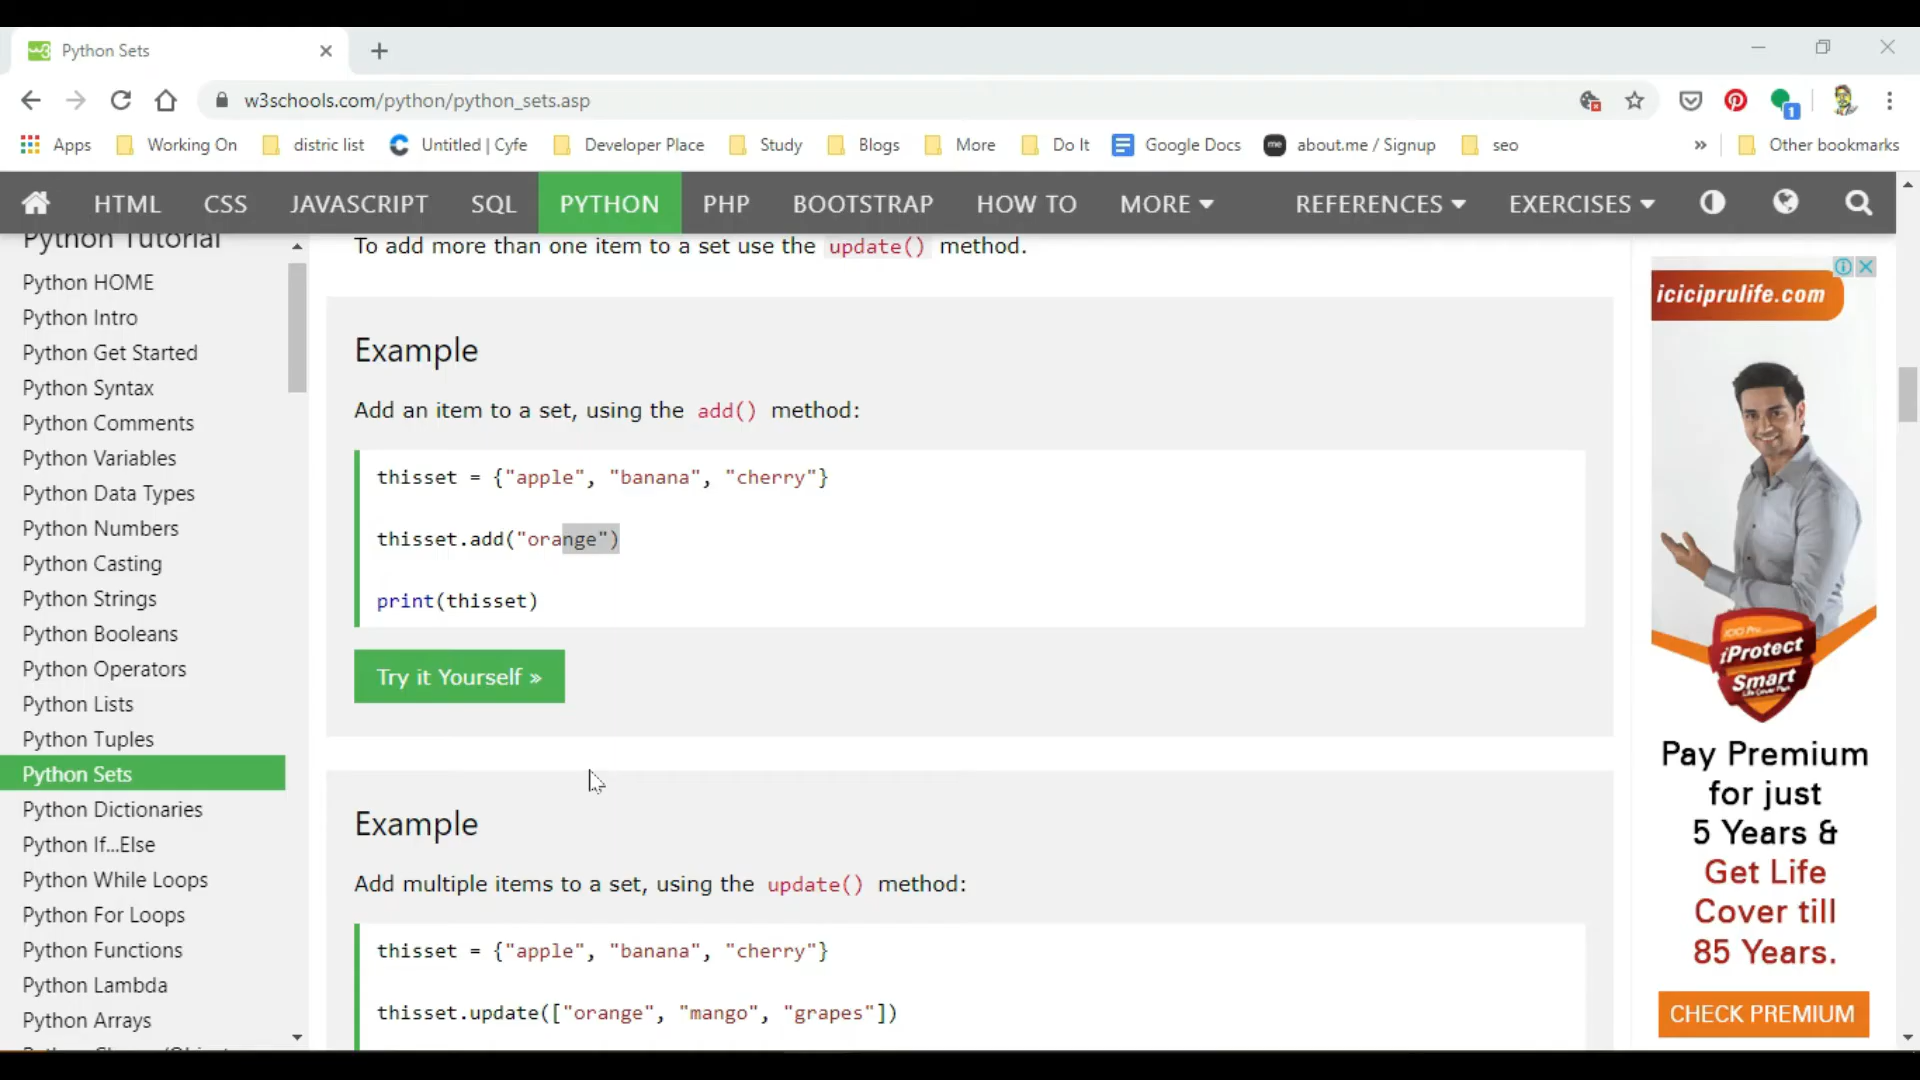 Python Sets
w3schools.com/python/python_sets.asp
1
Apps
Working On
distric list
Untitled | Cyfe
Developer Place
Study
Blogs
More
Do It
Google Docs
me
about.me / Signup
seo
»
Other bookmarks
HTML
CSS
JAVASCRIPT
SQL
PYTHON
PHP
BOOTSTRAP
HOW TO
MORE
REFERENCES
EXERCISES
Python Tutorial
Python HOME
Python Intro
Python Get Started
Python Syntax
Python Comments
Python Variables
Python Data Types
Python Numbers
Python Casting
Python Strings
Python Booleans
Python Operators
Python Lists
Python Tuples
Python Sets
Python Dictionaries
Python If...Else
Python While Loops
Python For Loops
Python Functions
Python Lambda
Python Arrays
To add more than one item to a set use the update() method.
Example
Add an item to a set, using the add() method:
thisset = {"apple", "banana", "cherry"}
thisset.add("orange")
print(thisset)
Try it Yourself »
Example
Add multiple items to a set, using the update() method:
thisset = {"apple", "banana", "cherry"}
thisset.update(["orange", "mango", "grapes"])
iciciprulife.com
ICICI Pru
iProtect
Smart
Pay Premium
for just
5 Years &
Get Life
Cover till
85 Years.
CHECK PREMIUM